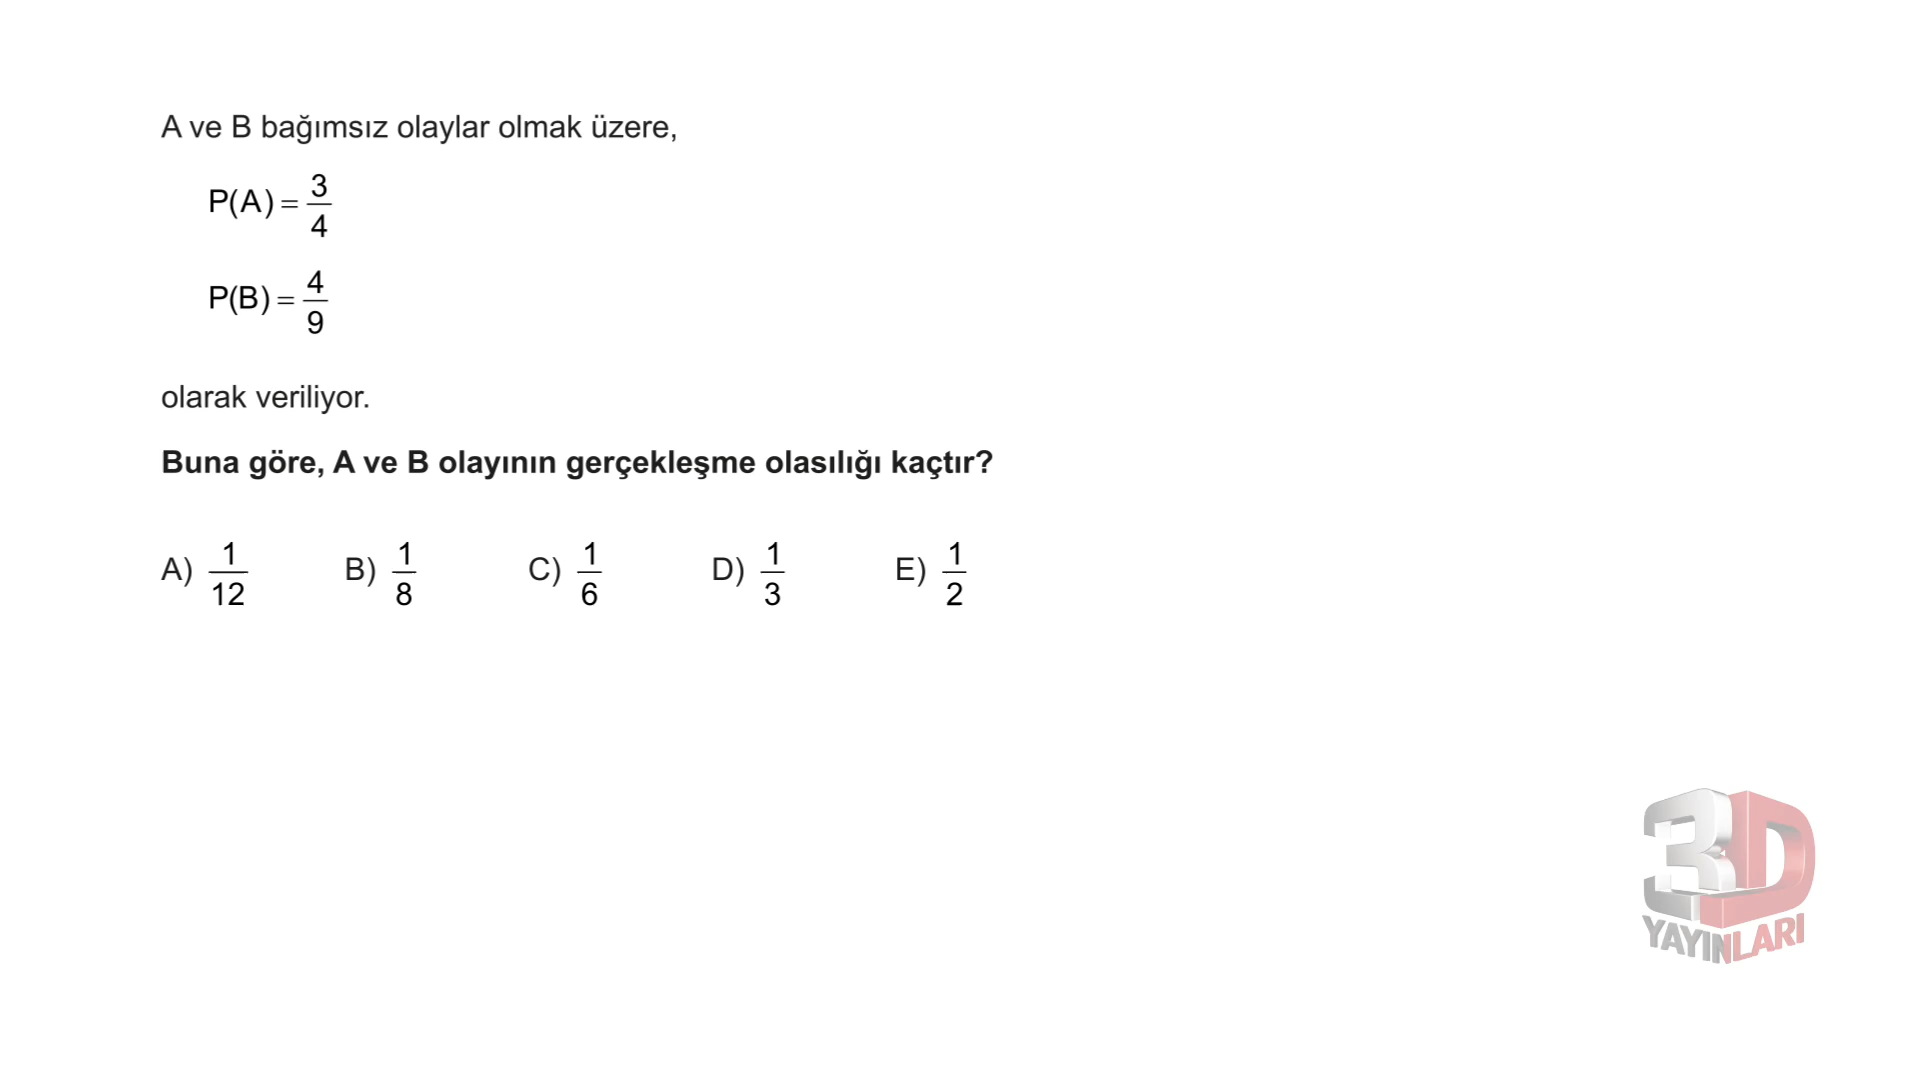 A ve B bağımsız olaylar olmak üzere,
P(A) = 3/4
P(B) = 4/9
olarak veriliyor.
Buna göre, A ve B olayının gerçekleşme olasılığı kaçtır?
A) 1/12 B) 1/8 C) 1/6 D) 1/3 E) 1/2
3D
YAYINLARI